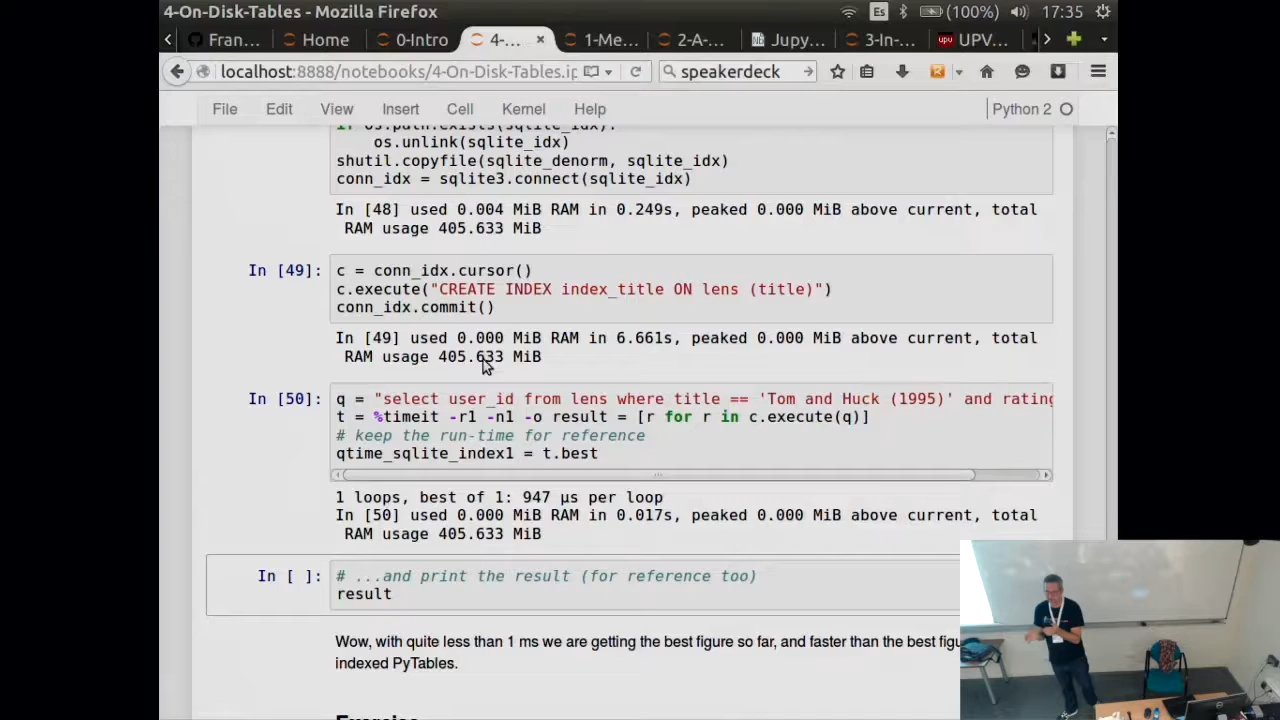 4-On-Disk-Tables - Mozilla Firefox
Es
(100%)
17:35
Fran...
Home
0-Intro
4-...
1-Me...
2-A-...
Jupy...
3-In-...
upv UPV...
localhost:8888/notebooks/4-On-Disk-Tables.ip
speakerdeck
File Edit View Insert Cell Kernel Help
Python 2
if os.path.exists(sqlite_idx):
os.unlink(sqlite_idx)
shutil.copyfile(sqlite_denorm, sqlite_idx)
conn_idx = sqlite3.connect(sqlite_idx)
In [48] used 0.004 MiB RAM in 0.249s, peaked 0.000 MiB above current, total
RAM usage 405.633 MiB
In [49]:
c = conn_idx.cursor()
c.execute("CREATE INDEX index_title ON lens (title)")
conn_idx.commit()
In [49] used 0.000 MiB RAM in 6.661s, peaked 0.000 MiB above current, total
RAM usage 405.633 MiB
In [50]:
q = "select user_id from lens where title == 'Tom and Huck (1995)' and rating
t = %timeit -r1 -n1 -o result = [r for r in c.execute(q)]
# keep the run-time for reference
qtime_sqlite_index1 = t.best
1 loops, best of 1: 947 µs per loop
In [50] used 0.000 MiB RAM in 0.017s, peaked 0.000 MiB above current, total
RAM usage 405.633 MiB
In [ ]:
# ...and print the result (for reference too)
result
Wow, with quite less than 1 ms we are getting the best figure so far, and faster than the best figu
indexed PyTables.
Exercise